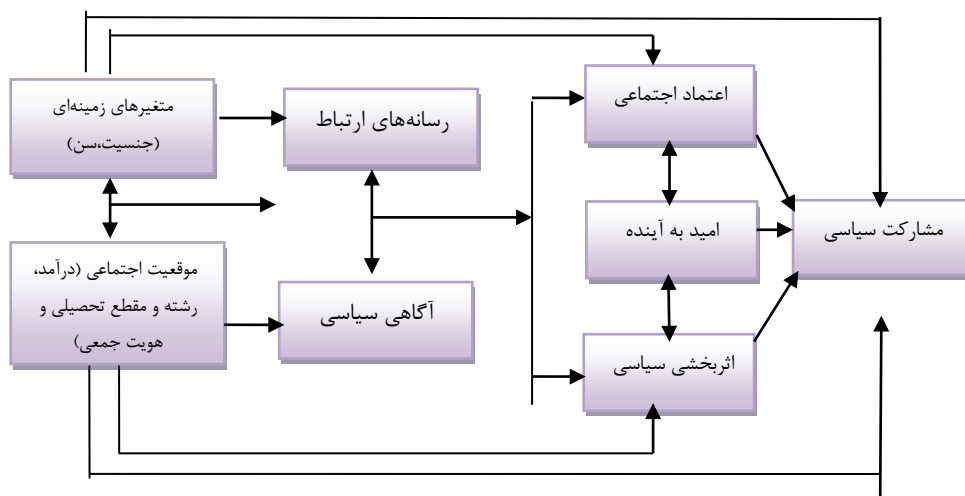 متغیرهای زمینه‌ای
(جنسیت،سن)
رسانه‌های ارتباط
اعتماد اجتماعی
امید به آینده
مشارکت سیاسی
موقعیت اجتماعی (درآمد،
رشته و مقطع تحصیلی و
هویت جمعی)
آگاهی سیاسی
اثربخشی سیاسی